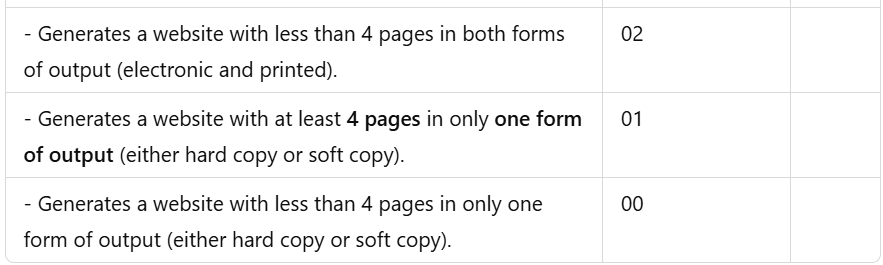 - Generates a website with less than 4 pages in both forms
02
of output (electronic and printed).
- Generates a website with at least 4 pages in only one form
01
of output (either hard copy or soft copy).
- Generates a website with less than 4 pages in only one
00
form of output (either hard copy or soft copy).